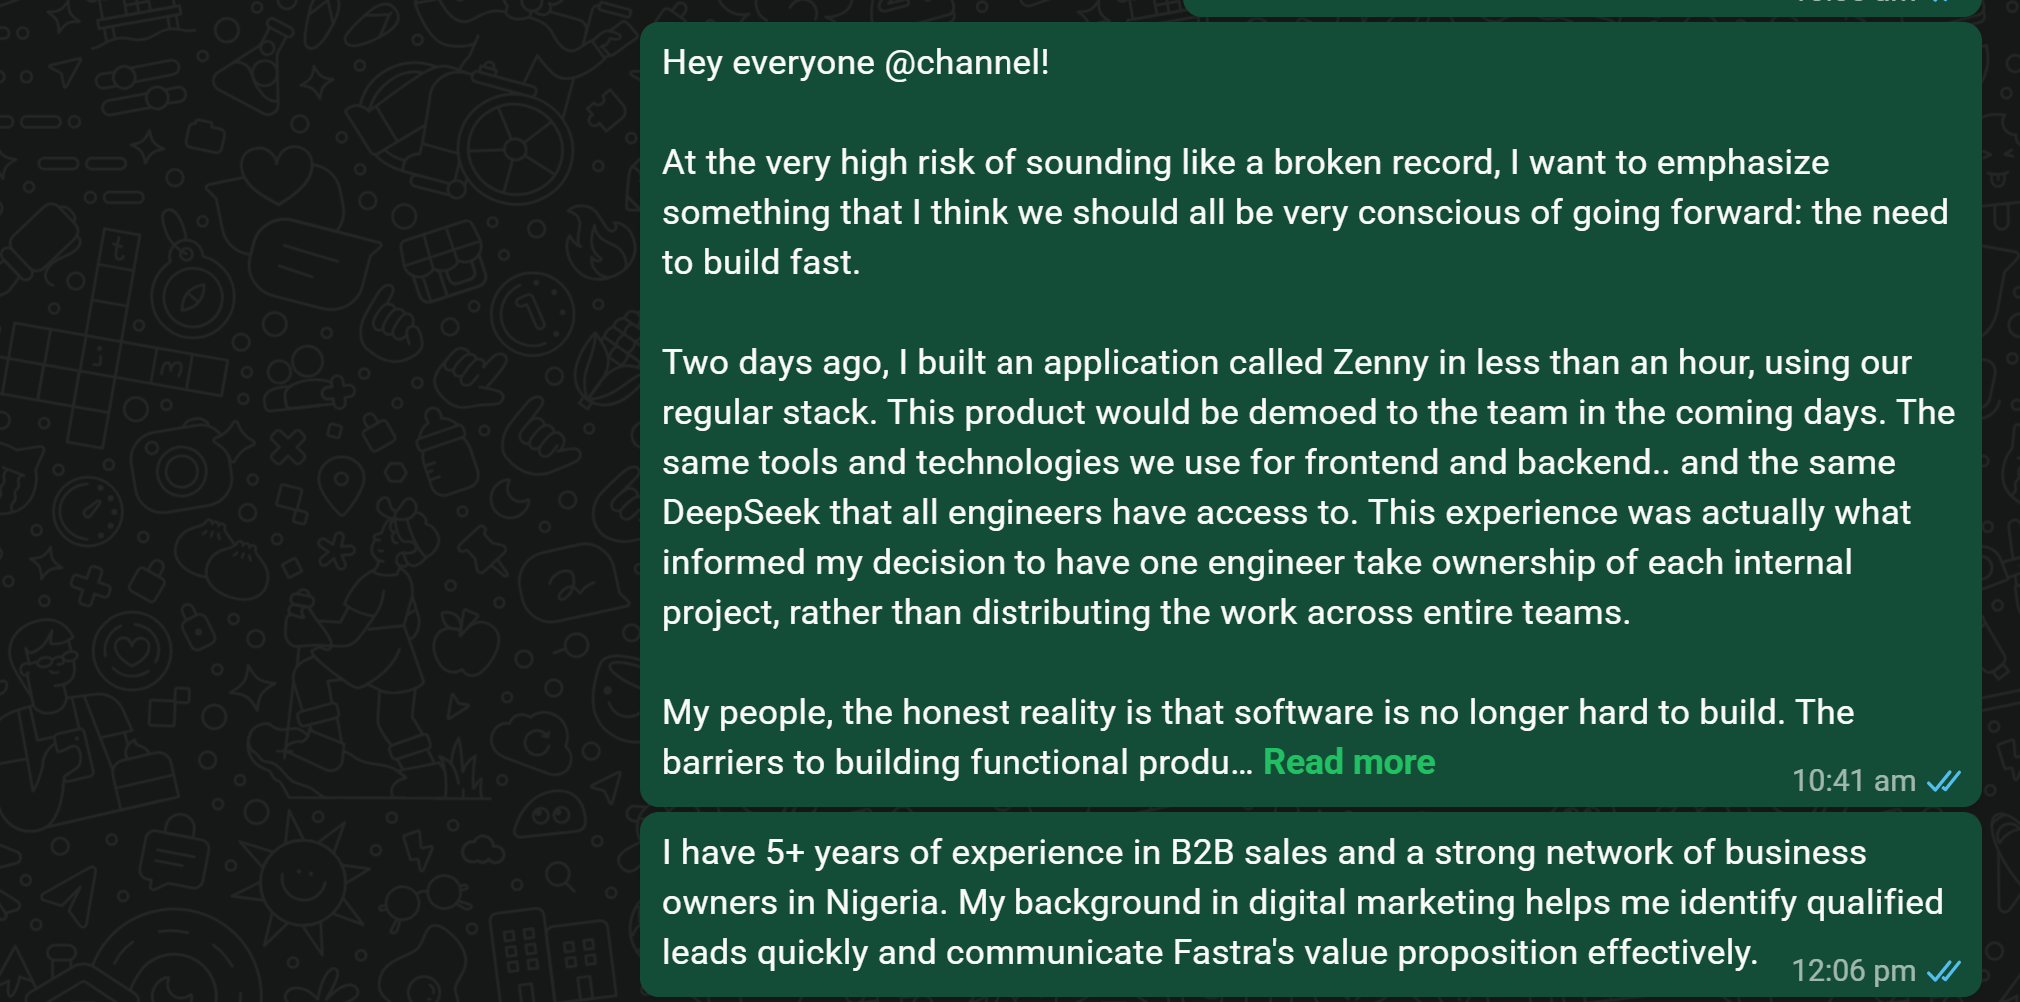 Hey everyone @channel!
At the very high risk of sounding like a broken record, I want to emphasize
something that I think we should all be very conscious of going forward: the need
to build fast.
Two days ago, I built an application called Zenny in less than an hour, using our
regular stack. This product would be demoed to the team in the coming days. The
same tools and technologies we use for frontend and backend.. and the same
DeepSeek that all engineers have access to. This experience was actually what
informed my decision to have one engineer take ownership of each internal
project, rather than distributing the work across entire teams.
My people, the honest reality is that software is no longer hard to build. The
barriers to building functional produ... Read more
10:41 am
I have 5+ years of experience in B2B sales and a strong network of business
owners in Nigeria. My background in digital marketing helps me identify qualified
leads quickly and communicate Fastra's value proposition effectively.
12:06 pm